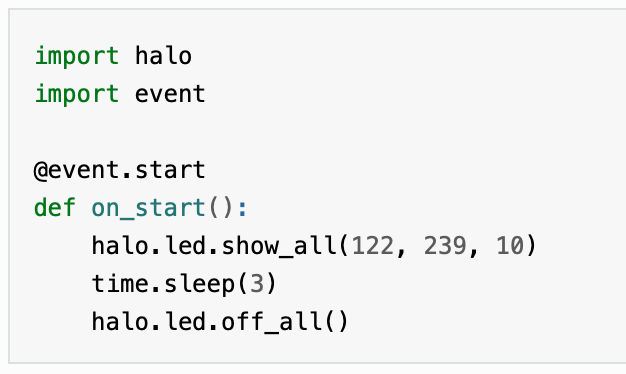 import halo
import event

@event.start
def on_start():
    halo.led.show_all(122, 239, 10)
    time.sleep(3)
    halo.led.off_all()